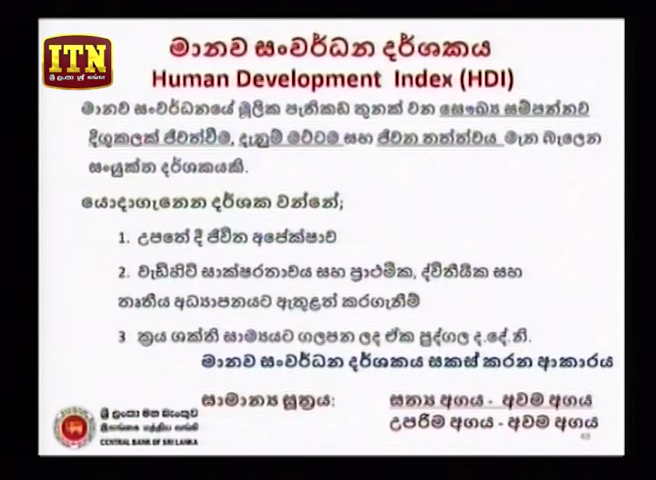 ITN
ශ්‍රී ලංකා
මානව සංවර්ධන දර්ශකය
Human Development Index (HDI)
මානව සංවර්ධනයේ මූලික පැතිකඩ තුනක් වන සෞඛ්‍ය සම්පන්නව
දිගුකලක් ජීවත්වීම, දැනුම් මට්ටම සහ ජීවන තත්ත්වය මැන බැලෙන
සංයුක්ත දර්ශකයකි.
යොදාගැනෙන දර්ශක වන්නේ;
1. උපතේ දී ජීවිත අපේක්ෂාව
2. වැඩිහිටි සාක්ෂරතාවය සහ ප්‍රාථමික, ද්විතීයික සහ
තෘතීය අධ්‍යාපනයට ඇතුළත් කරගැනීම්
3 ක්‍රය ශක්ති සාම්‍යයට ගලපන ලද ඒක පුද්ගල ද.දේ.නි.
මානව සංවර්ධන දර්ශකය සකස් කරන ආකාරය
සාමාන්‍ය සූත්‍රය: සත්‍ය අගය - අවම අගය
උපරිම අගය - අවම අගය
ශ්‍රී ලංකා මහ බැංකුව
இலங்கை மத்திய வங்கி
CENTRAL BANK OF SRI LANKA